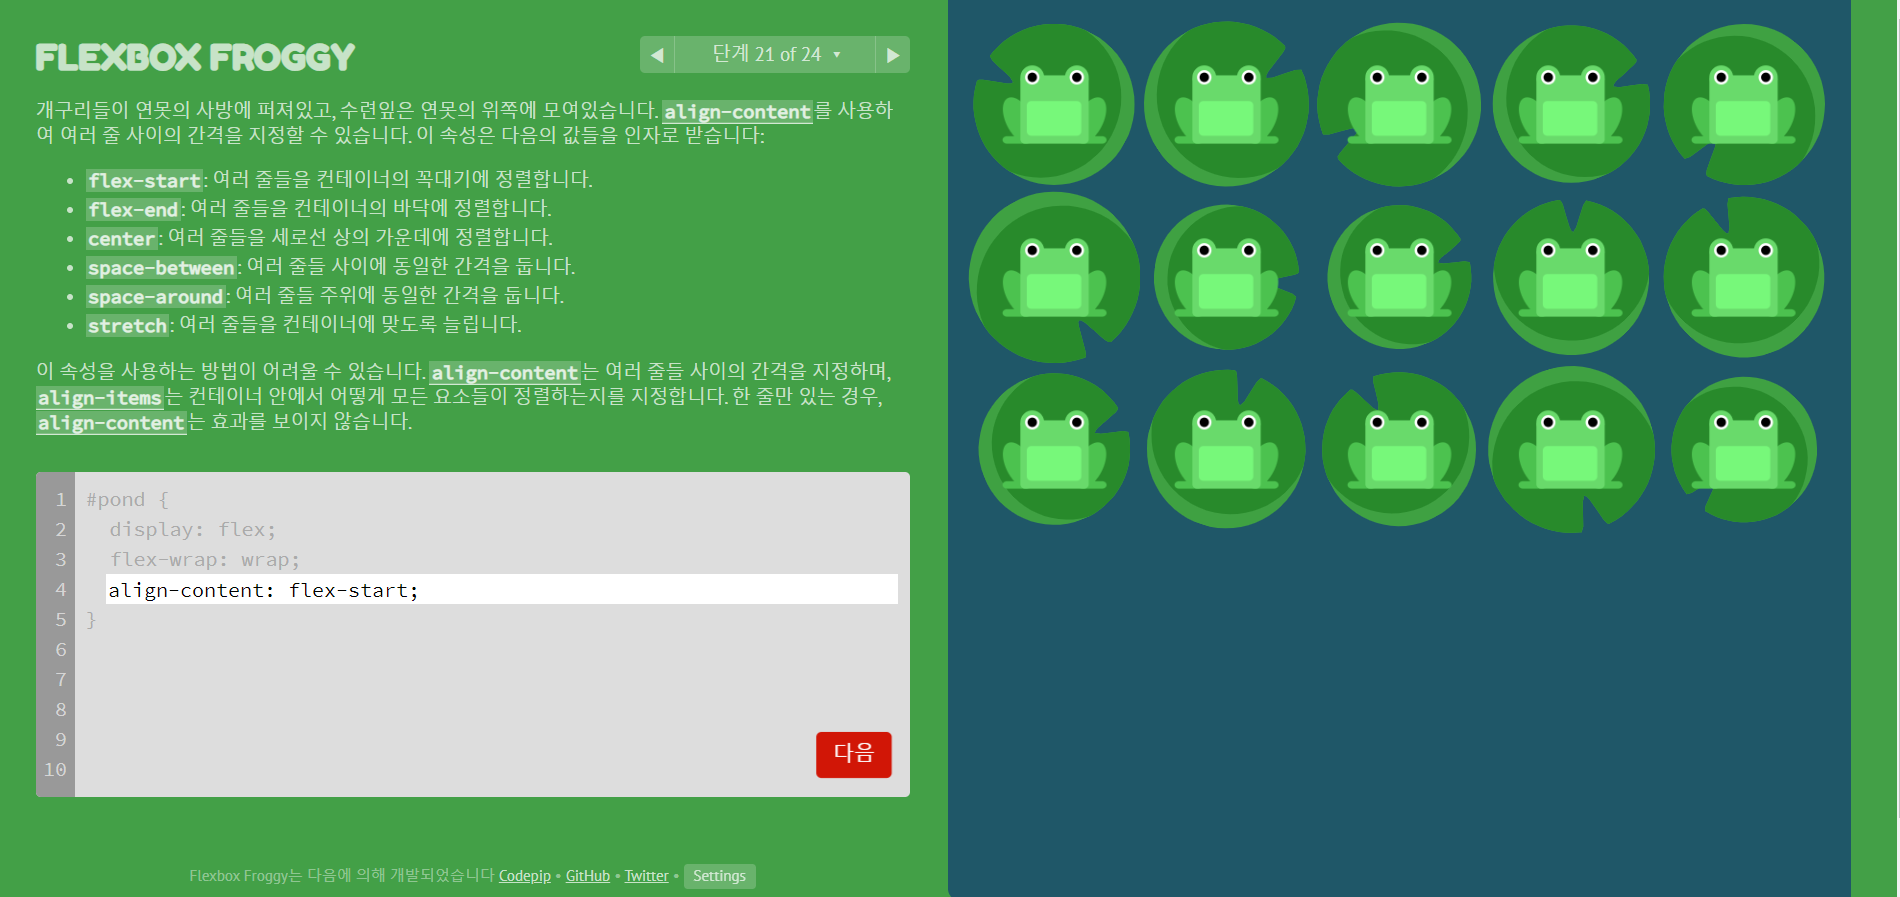 FLEXBOX FROGGY
◀ 단계 21 of 24 ▼ ▶
개구리들이 연못의 사방에 퍼져있고, 수련잎은 연못의 위쪽에 모여있습니다. align-content를 사용하
여 여러 줄 사이의 간격을 지정할 수 있습니다. 이 속성은 다음의 값들을 인자로 받습니다:
• flex-start: 여러 줄들을 컨테이너의 꼭대기에 정렬합니다.
• flex-end: 여러 줄들을 컨테이너의 바닥에 정렬합니다.
• center: 여러 줄들을 세로선 상의 가운데에 정렬합니다.
• space-between: 여러 줄들 사이에 동일한 간격을 둡니다.
• space-around: 여러 줄들 주위에 동일한 간격을 둡니다.
• stretch: 여러 줄들을 컨테이너에 맞도록 늘립니다.
이 속성을 사용하는 방법이 어려울 수 있습니다. align-content는 여러 줄들 사이의 간격을 지정하며,
align-items는 컨테이너 안에서 어떻게 모든 요소들이 정렬하는지를 지정합니다. 한 줄만 있는 경우,
align-content는 효과를 보이지 않습니다.
1 #pond {
2 display: flex;
3 flex-wrap: wrap;
4 align-content: flex-start;
5 }
6
7
8
9
10
다음
Flexbox Froggy는 다음에 의해 개발되었습니다 Codepip • GitHub • Twitter • Settings